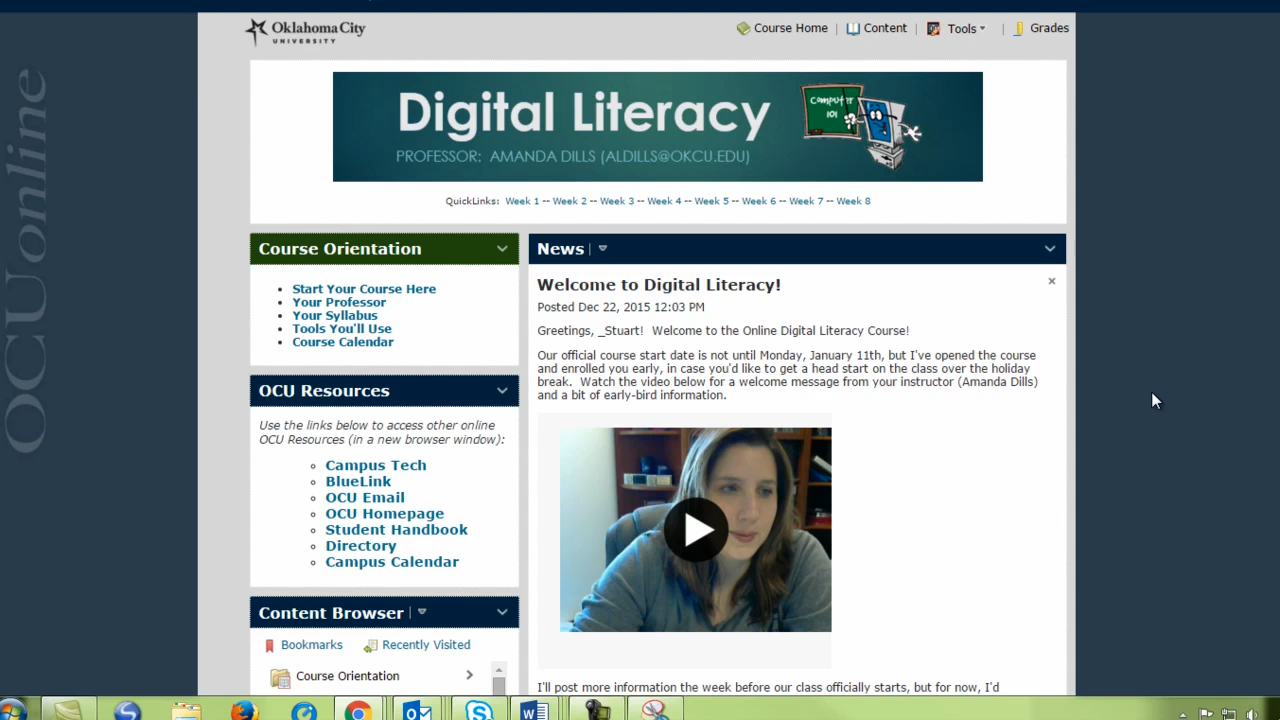 Oklahoma City
UNIVERSITY
Course Home | Content | Tools | Grades
OCUonline
Digital Literacy
Computer
101
PROFESSOR: AMANDA DILLS (ALDILLS@OKCU.EDU)
QuickLinks: Week 1 -- Week 2 -- Week 3 -- Week 4 -- Week 5 -- Week 6 -- Week 7 -- Week 8
Course Orientation
Start Your Course Here
Your Professor
Your Syllabus
Tools You'll Use
Course Calendar
OCU Resources
Use the links below to access other online
OCU Resources (in a new browser window):
Campus Tech
BlueLink
OCU Email
OCU Homepage
Student Handbook
Directory
Campus Calendar
Content Browser |
Bookmarks Recently Visited
Course Orientation
News |
Welcome to Digital Literacy!
Posted Dec 22, 2015 12:03 PM
Greetings, _Stuart! Welcome to the Online Digital Literacy Course!
Our official course start date is not until Monday, January 11th, but I've opened the course
and enrolled you early, in case you'd like to get a head start on the class over the holiday
break. Watch the video below for a welcome message from your instructor (Amanda Dills)
and a bit of early-bird information.
I'll post more information the week before our class officially starts, but for now, I'd